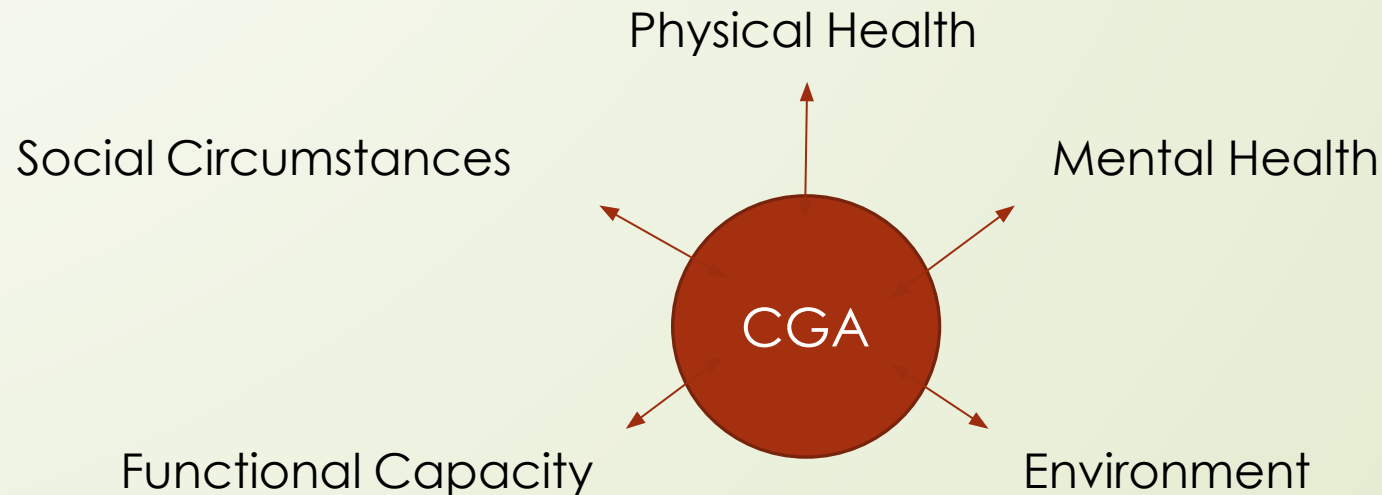 Physical Health
Social Circumstances
Mental Health
CGA
Functional Capacity
Environment